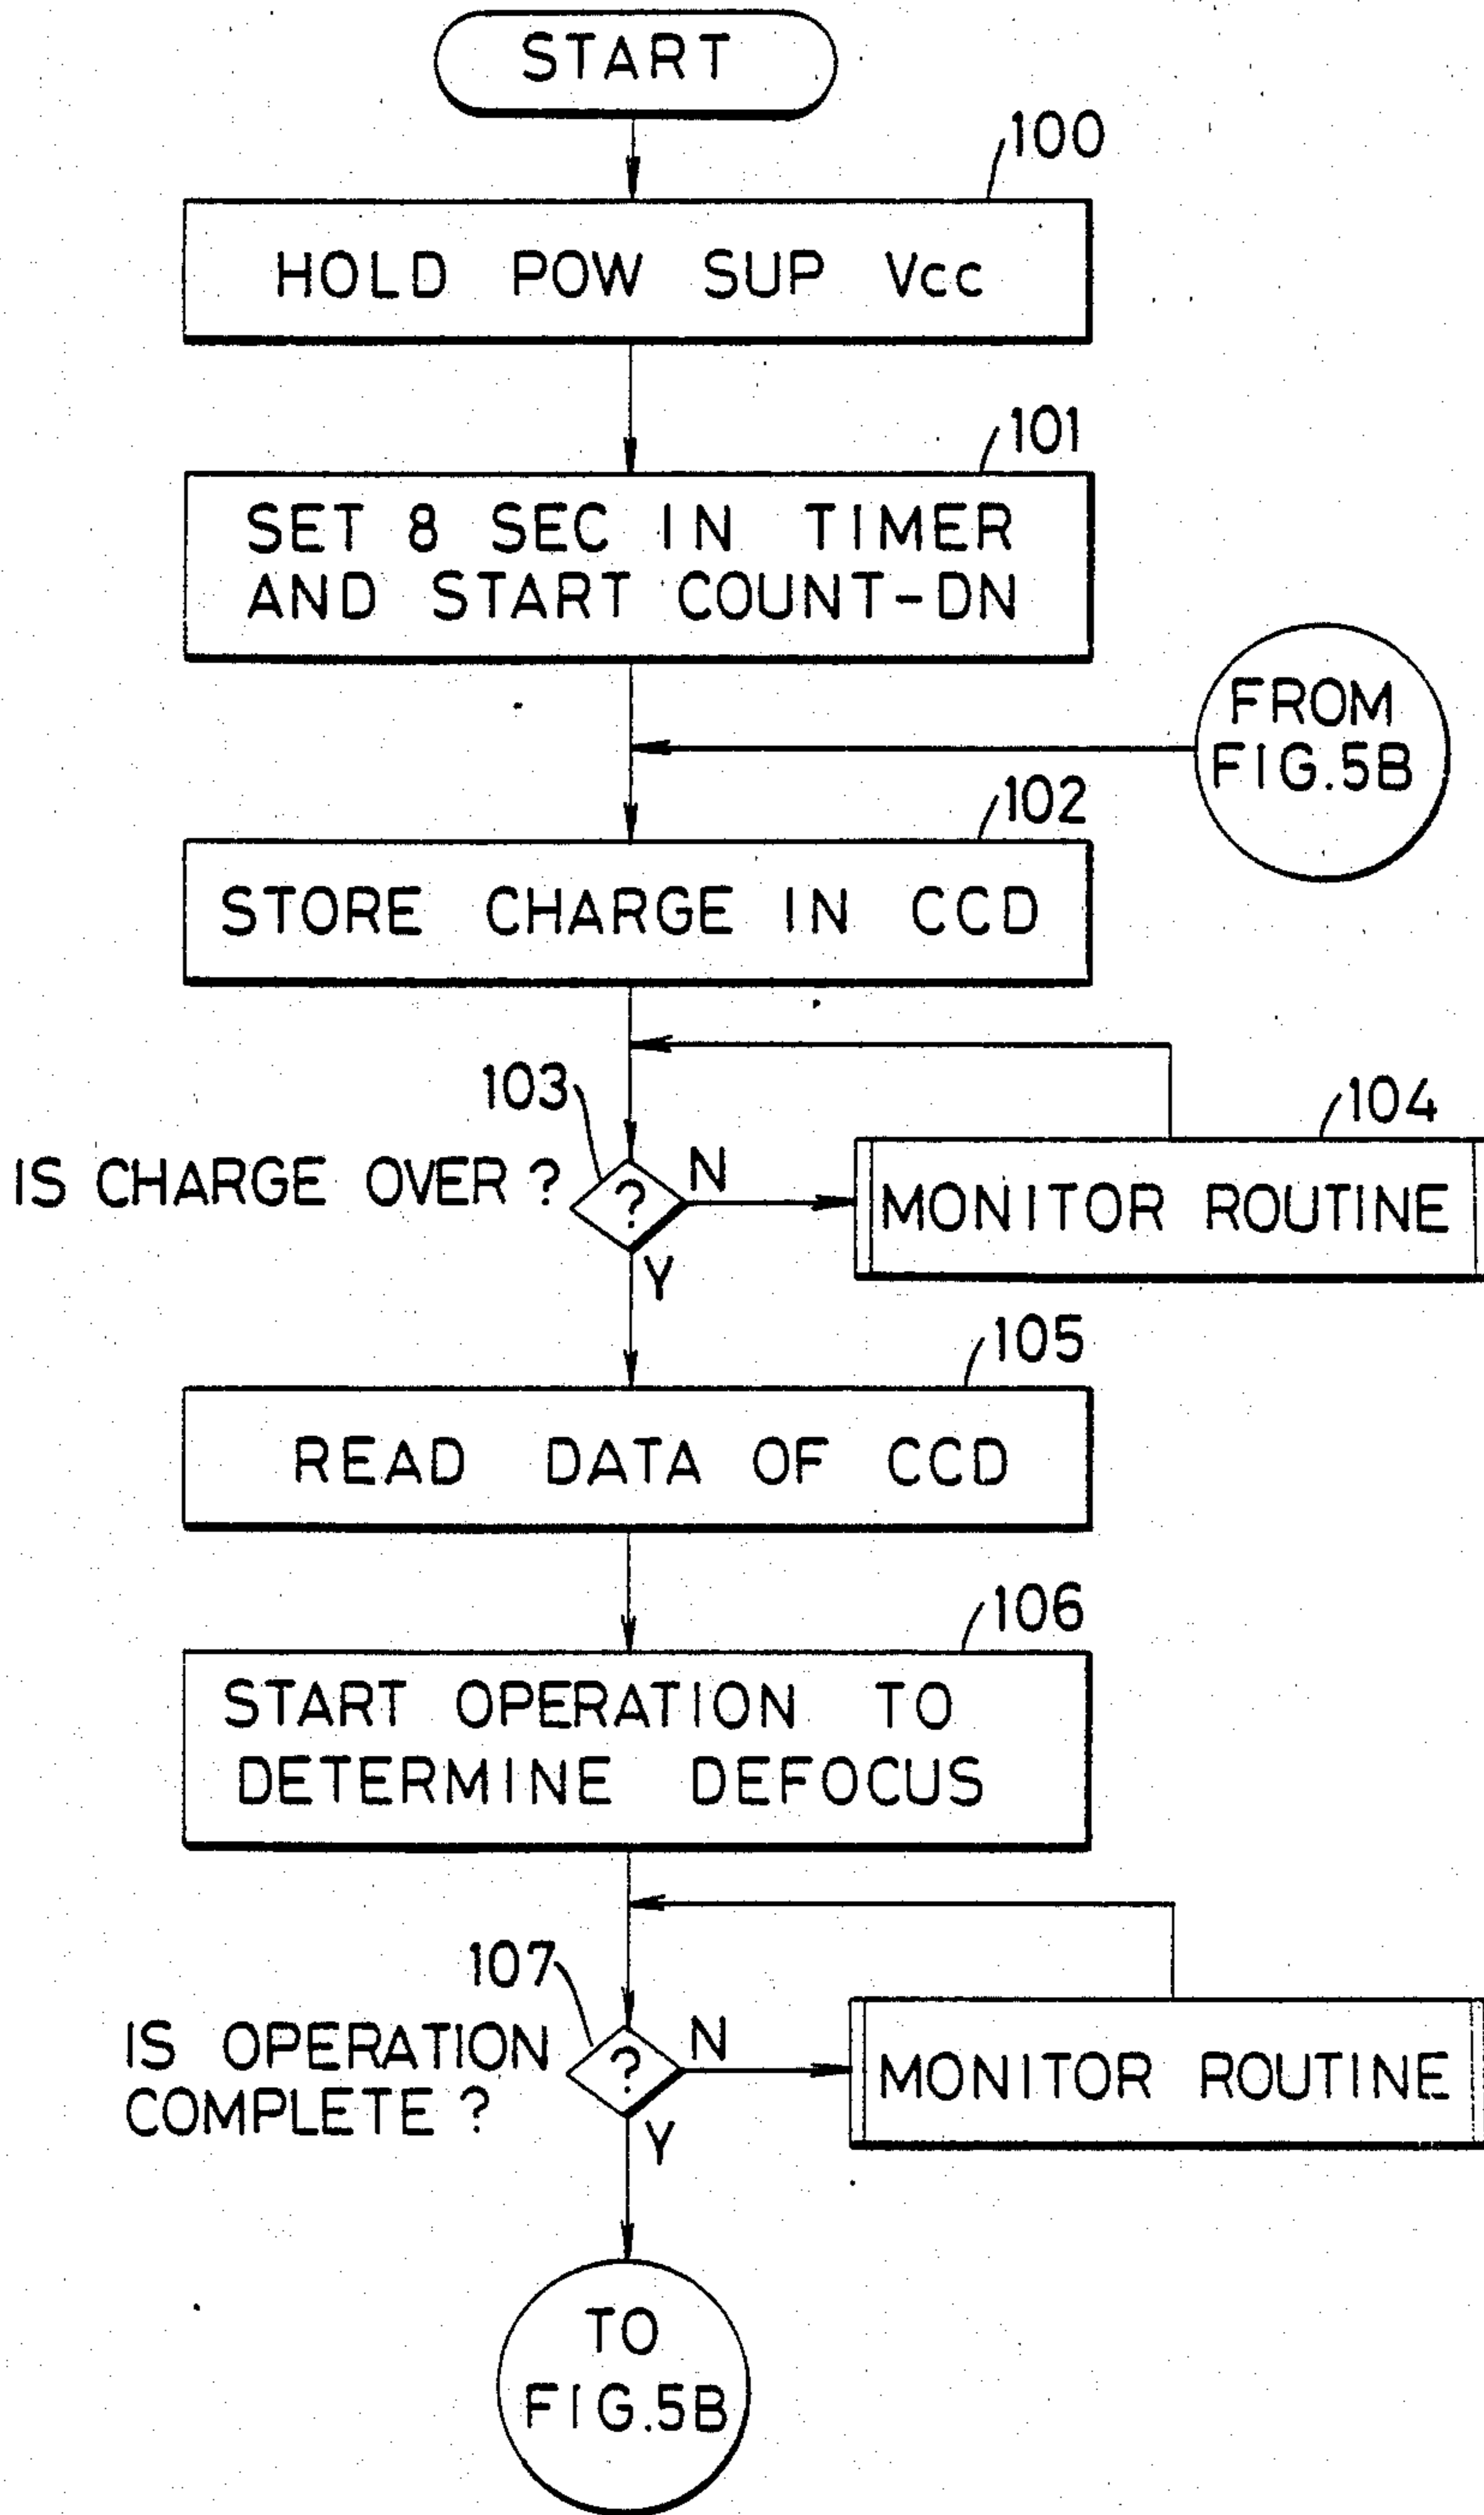 START
100
HOLD POW SUP Vcc
101
SET 8 SEC IN TIMER
AND START COUNT-DN
FROM
FIG.5B
102
STORE CHARGE IN CCD
103
104
IS CHARGE OVER ?
?
N
MONITOR ROUTINE
Y
105
READ DATA OF CCD
106
START OPERATION TO
DETERMINE DEFOCUS
107
IS OPERATION
COMPLETE ?
?
N
MONITOR ROUTINE
Y
TO
FIG.5B